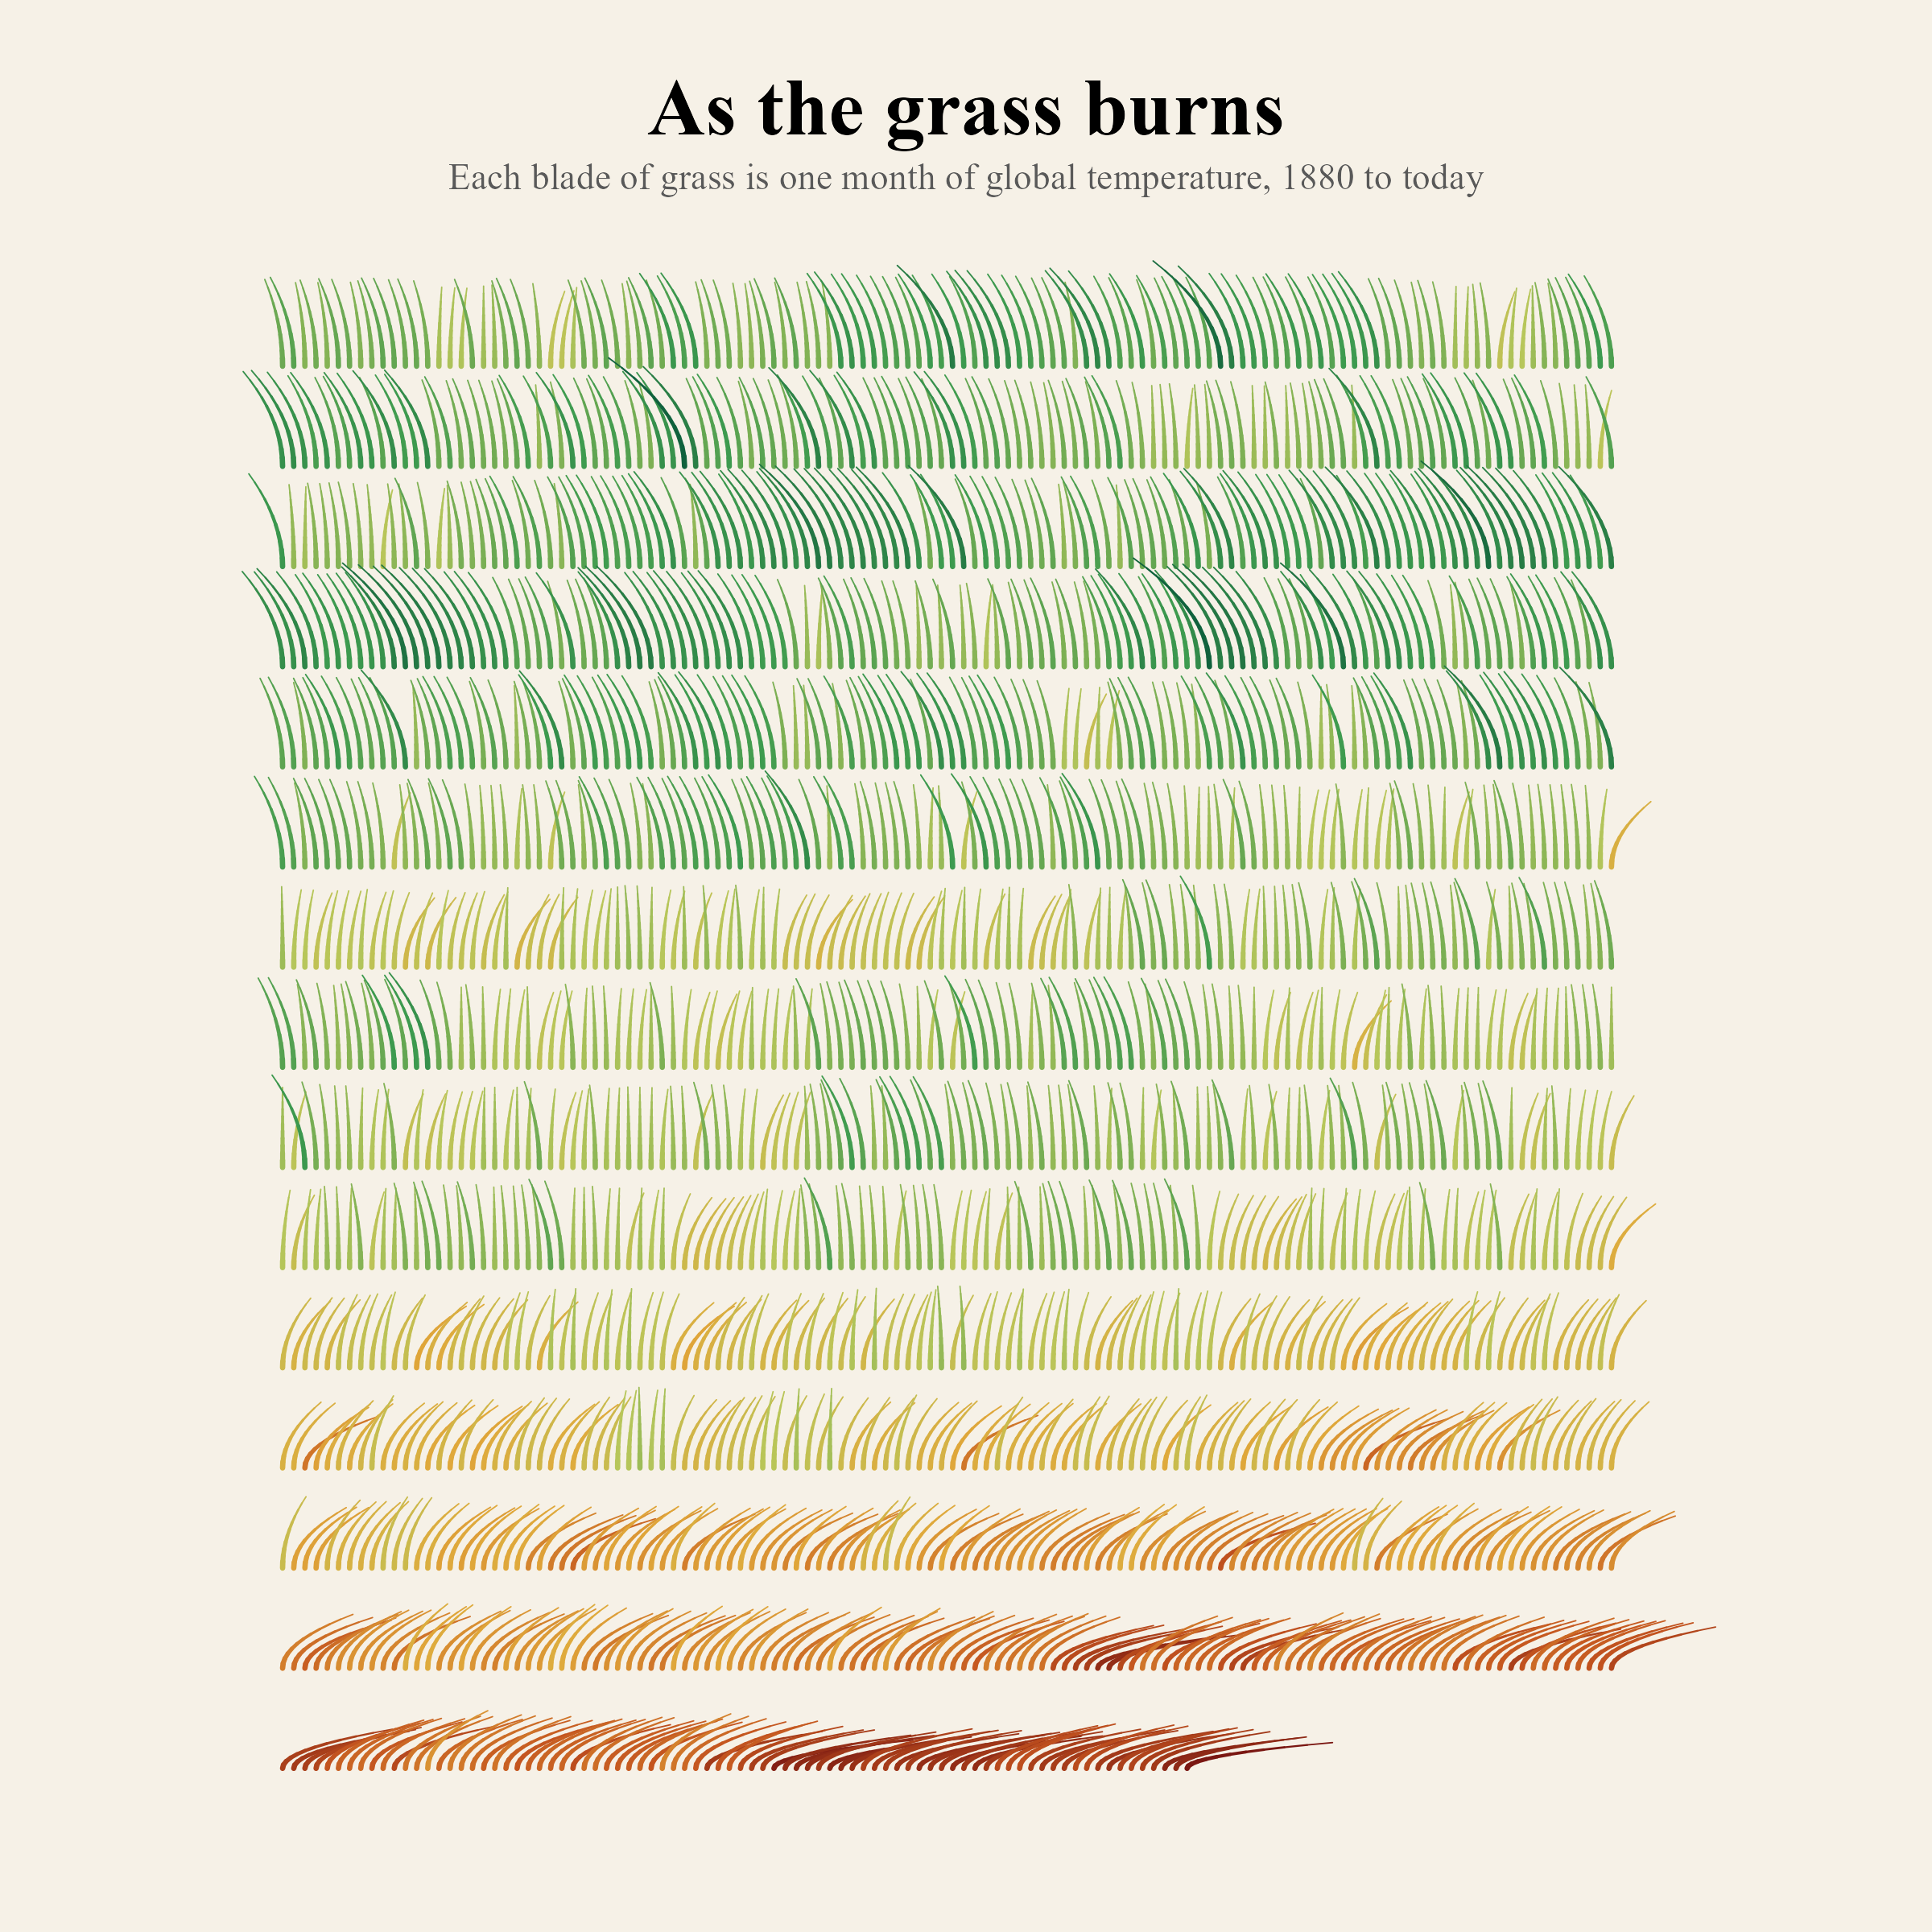 As the grass burns
Each blade of grass is one month of global temperature, 1880 to today